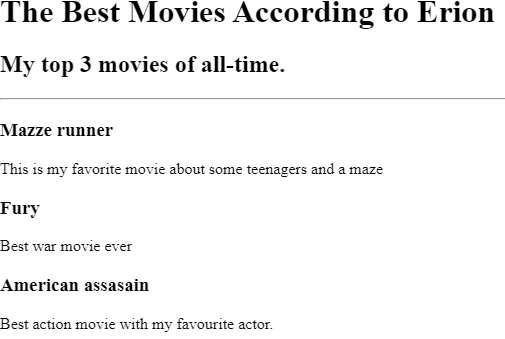 The Best Movies According to Erion
My top 3 movies of all-time.
Mazze runner
This is my favorite movie about some teenagers and a maze
Fury
Best war movie ever
American assasain
Best action movie with my favourite actor.